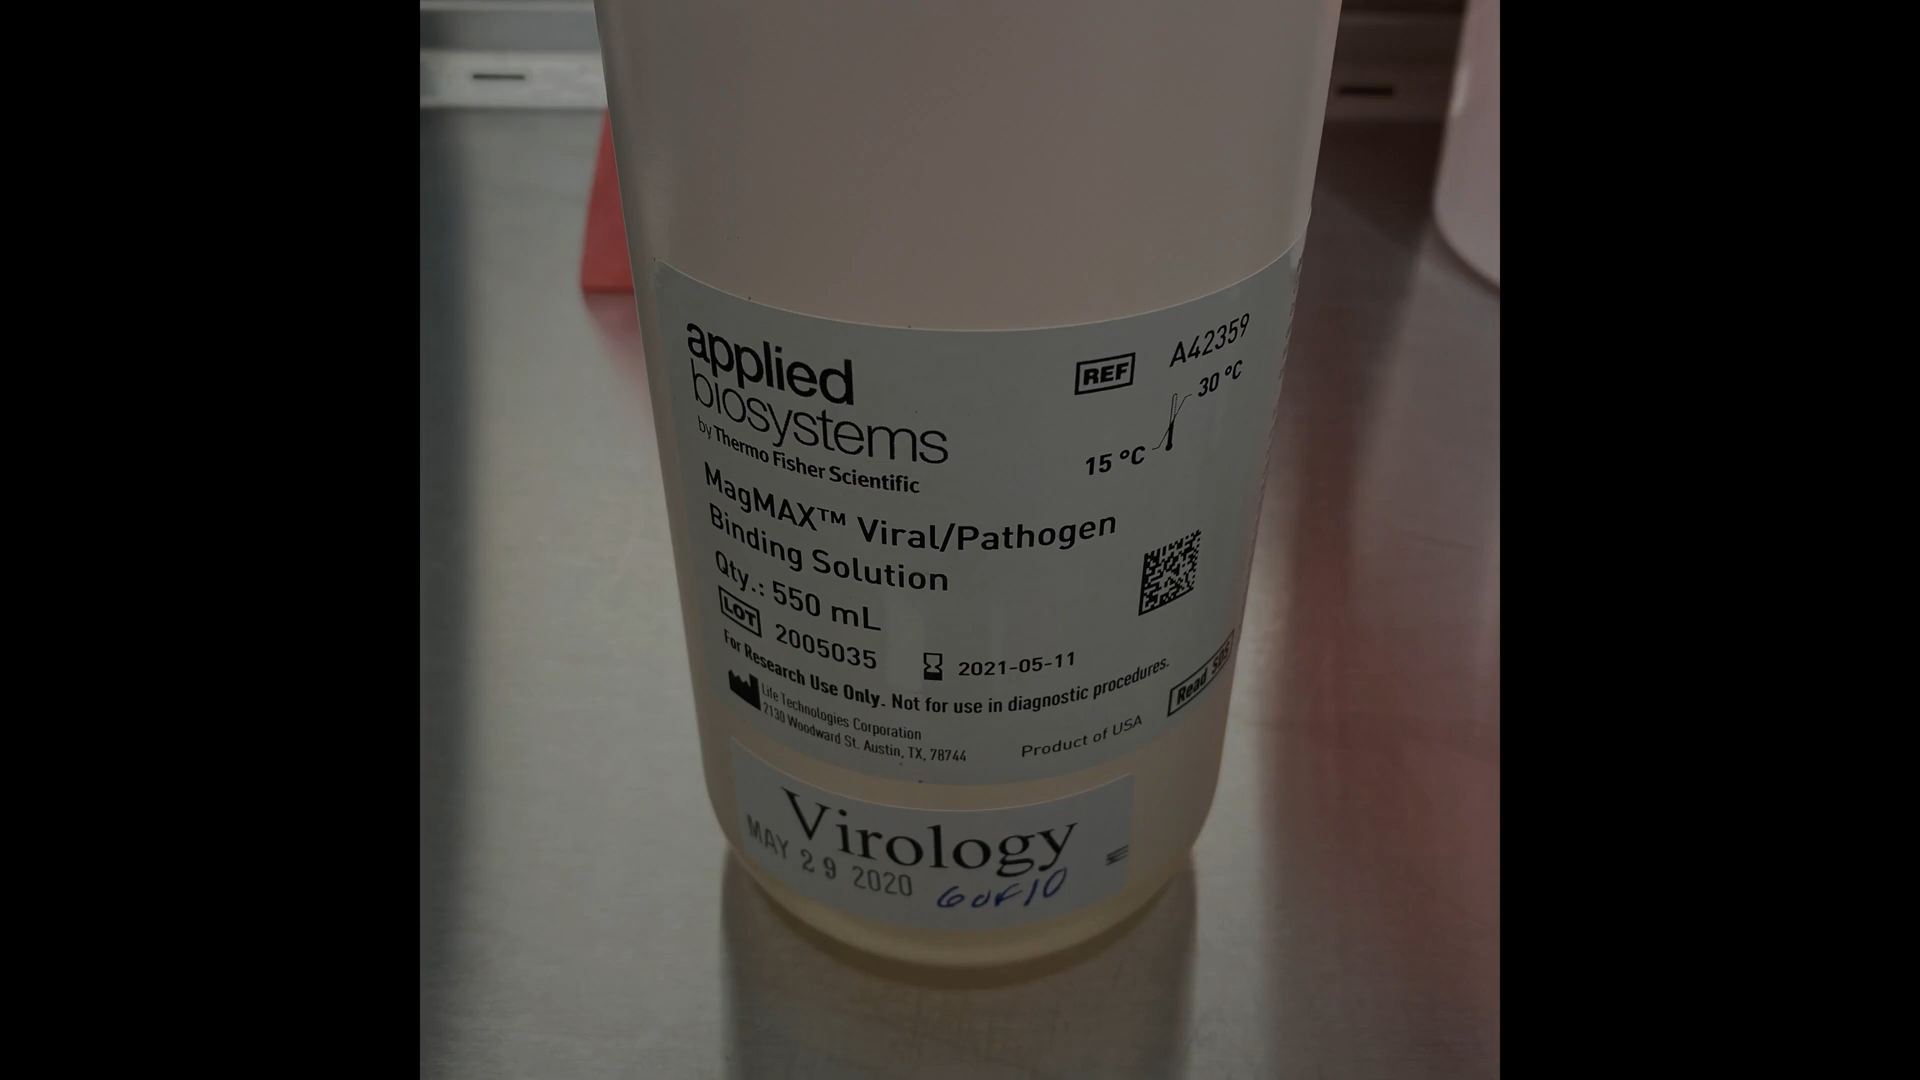 applied
biosystems
by Thermo Fisher Scientific
REF A42359
30 °C
15 °C
MagMAX™ Viral/Pathogen
Binding Solution
Qty.: 550 mL
LOT 2005035
2021-05-11
For Research Use Only. Not for use in diagnostic procedures.
Life Technologies Corporation
2130 Woodward St. Austin, TX, 78744
Product of USA
Read SDS
Virology
MAY 29 2020
6 of 10